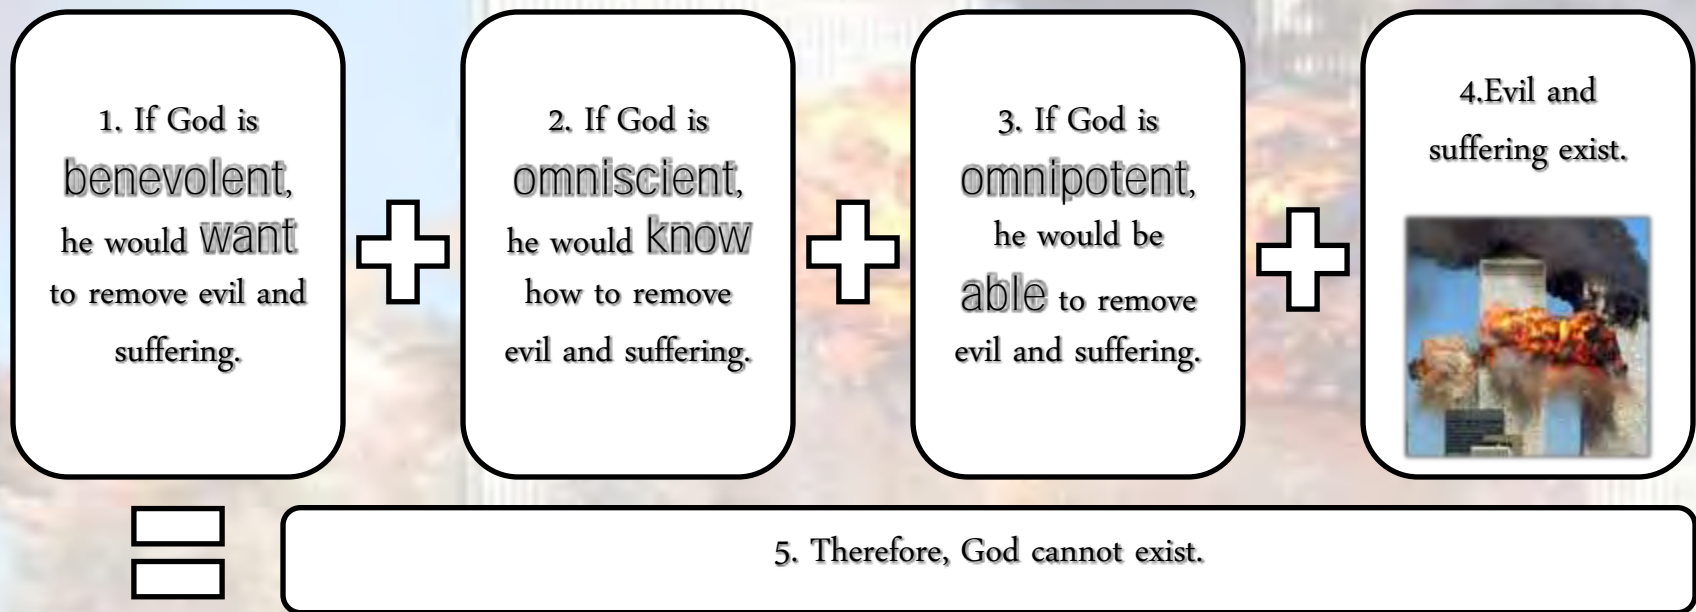 1. If God is
benevolent,
he would want
to remove evil and
suffering.
2. If God is
omniscient,
he would know
how to remove
evil and suffering.
3. If God is
omnipotent,
he would be
able to remove
evil and suffering.
4.Evil and
suffering exist.
5. Therefore, God cannot exist.